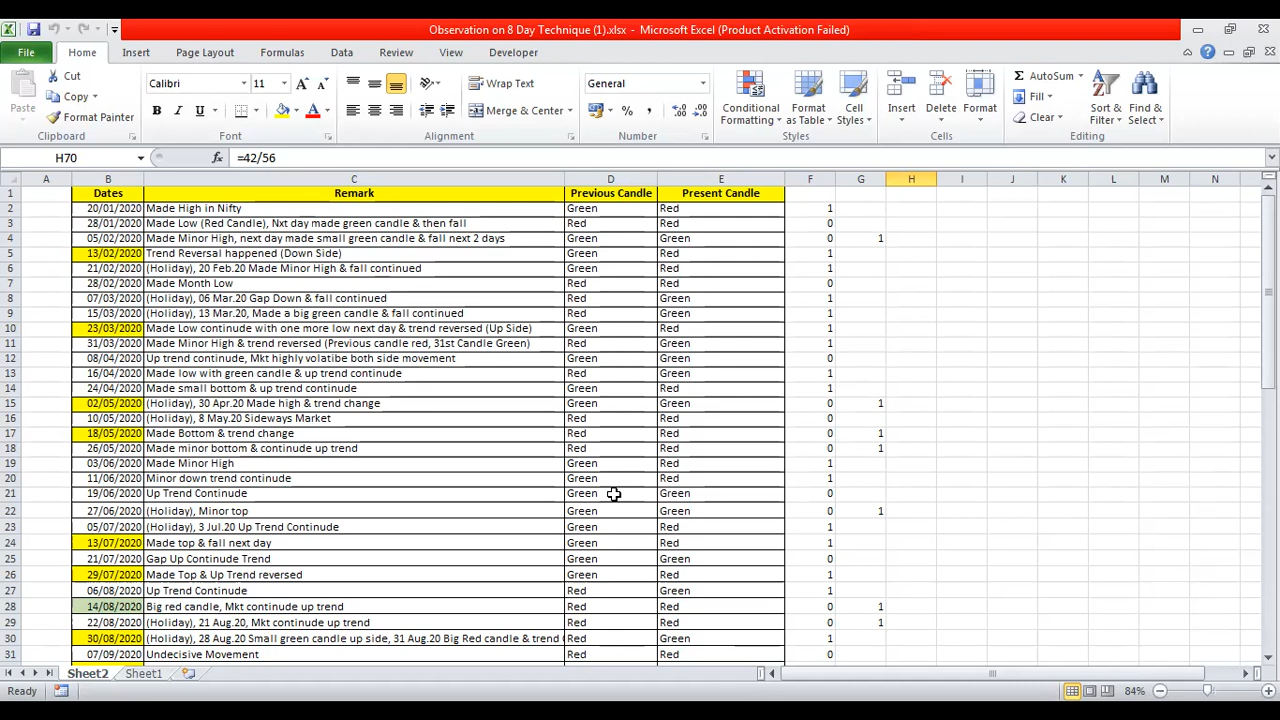 Observation on 8 Day Technique (1).xlsx - Microsoft Excel (Product Activation Failed)
File Home Insert Page Layout Formulas Data Review View Developer
Cut
Copy
Format Painter
Paste
Clipboard
Calibri 11
B I U
Font
Wrap Text
Merge & Center
Alignment
General
Number
Conditional Formatting
Format as Table
Cell Styles
Styles
Insert Delete Format
Cells
AutoSum
Fill
Clear
Sort & Filter
Find & Select
Editing
H70 fx =42/56
A B C D E F G H I J K L M N
1 Dates Remark Previous Candle Present Candle
2 20/01/2020 Made High in Nifty Green Red 1
3 28/01/2020 Made Low (Red Candle), Nxt day made green candle & then fall Red Red 0
4 05/02/2020 Made Minor High, next day made small green candle & fall next 2 days Green Green 0 1
5 13/02/2020 Trend Reversal happened (Down Side) Green Red 1
6 21/02/2020 (Holiday), 20 Feb.20 Made Minor High & fall continued Green Red 1
7 28/02/2020 Made Month Low Red Red 0
8 07/03/2020 (Holiday), 06 Mar.20 Gap Down & fall continued Red Green 1
9 15/03/2020 (Holiday), 13 Mar.20, Made a big green candle & fall continued Red Green 1
10 23/03/2020 Made Low continude with one more low next day & trend reversed (Up Side) Green Red 1
11 31/03/2020 Made Minor High & trend reversed (Previous candle red, 31st Candle Green) Red Green 1
12 08/04/2020 Up trend continude, Mkt highly volatibe both side movement Green Green 0
13 16/04/2020 Made low with green candle & up trend continude Red Green 1
14 24/04/2020 Made small bottom & up trend continude Green Red 1
15 02/05/2020 (Holiday), 30 Apr.20 Made high & trend change Green Green 0 1
16 10/05/2020 (Holiday), 8 May.20 Sideways Market Red Red 0
17 18/05/2020 Made Bottom & trend change Red Red 0 1
18 26/05/2020 Made minor bottom & continude up trend Red Red 0 1
19 03/06/2020 Made Minor High Green Red 1
20 11/06/2020 Minor down trend continude Green Red 1
21 19/06/2020 Up Trend Continude Green Green 0
22 27/06/2020 (Holiday), Minor top Green Green 0 1
23 05/07/2020 (Holiday), 3 Jul.20 Up Trend Continude Green Red 1
24 13/07/2020 Made top & fall next day Green Red 1
25 21/07/2020 Gap Up Continude Trend Green Green 0
26 29/07/2020 Made Top & Up Trend reversed Green Red 1
27 06/08/2020 Up Trend Continude Red Green 1
28 14/08/2020 Big red candle, Mkt continude up trend Red Red 0 1
29 22/08/2020 (Holiday), 21 Aug.20, Mkt continude up trend Red Red 0 1
30 30/08/2020 (Holiday), 28 Aug.20 Small green candle up side, 31 Aug.20 Big Red candle & trend Red Green 1
31 07/09/2020 Undecisive Movement Red Red 0
Sheet2 Sheet1
Ready 84%